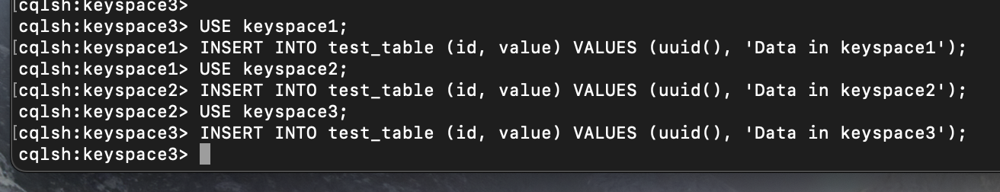 [cqlsh:keyspace3>
cqlsh:keyspace3> USE keyspace1;
[cqlsh:keyspace1> INSERT INTO test_table (id, value) VALUES (uuid(), 'Data in keyspace1');
cqlsh:keyspace1> USE keyspace2;
[cqlsh:keyspace2> INSERT INTO test_table (id, value) VALUES (uuid(), 'Data in keyspace2');
cqlsh:keyspace2> USE keyspace3;
[cqlsh:keyspace3> INSERT INTO test_table (id, value) VALUES (uuid(), 'Data in keyspace3');
cqlsh:keyspace3>